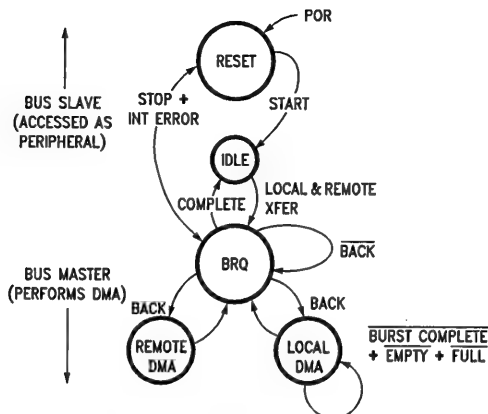 POR
RESET
BUS SLAVE
(ACCESSED AS
PERIPHERAL)
STOP +
INT ERROR
START
IDLE
COMPLETE
LOCAL & REMOTE
XFER
BRQ
BACK
BUS MASTER
(PERFORMS DMA)
BACK
BACK
REMOTE
DMA
LOCAL
DMA
BURST COMPLETE
+ EMPTY + FULL